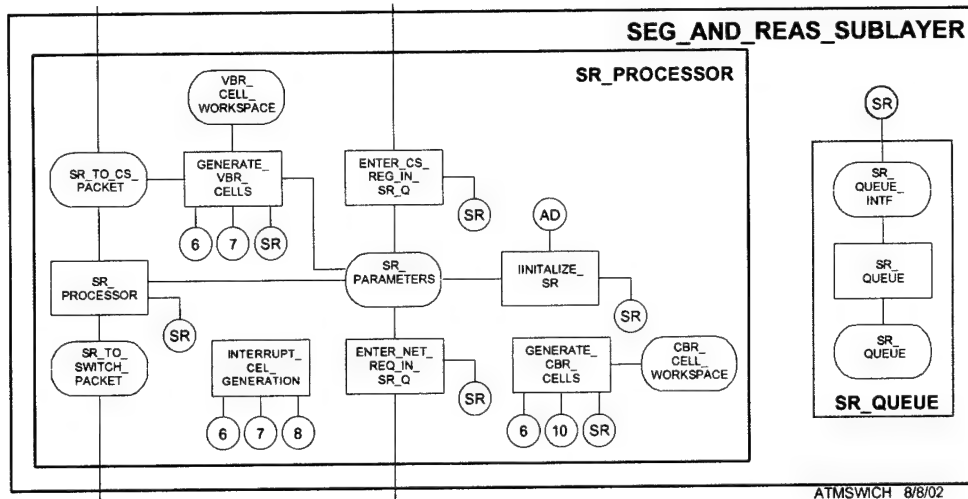 SEG_AND_REAS_SUBLAYER
SR_PROCESSOR
VBR_
CELL_
WORKSPACE
SR_TO_CS_
PACKET
GENERATE_
VBR_
CELLS
6
7
SR
ENTER_CS_
REG_IN_
SR_Q
SR
AD
SR_
PROCESSOR
SR
SR_
PARAMETERS
IINITALIZE_
SR
SR
SR_TO_
SWITCH_
PACKET
INTERRUPT_
CEL_
GENERATION
6
7
8
ENTER_NET_
REQ_IN_
SR_Q
SR
GENERATE_
CBR_
CELLS
6
10
SR
CBR_
CELL_
WORKSPACE
SR
SR_
QUEUE_
INTF
SR_
QUEUE
SR_
QUEUE
SR_QUEUE
ATMSWICH 8/8/02